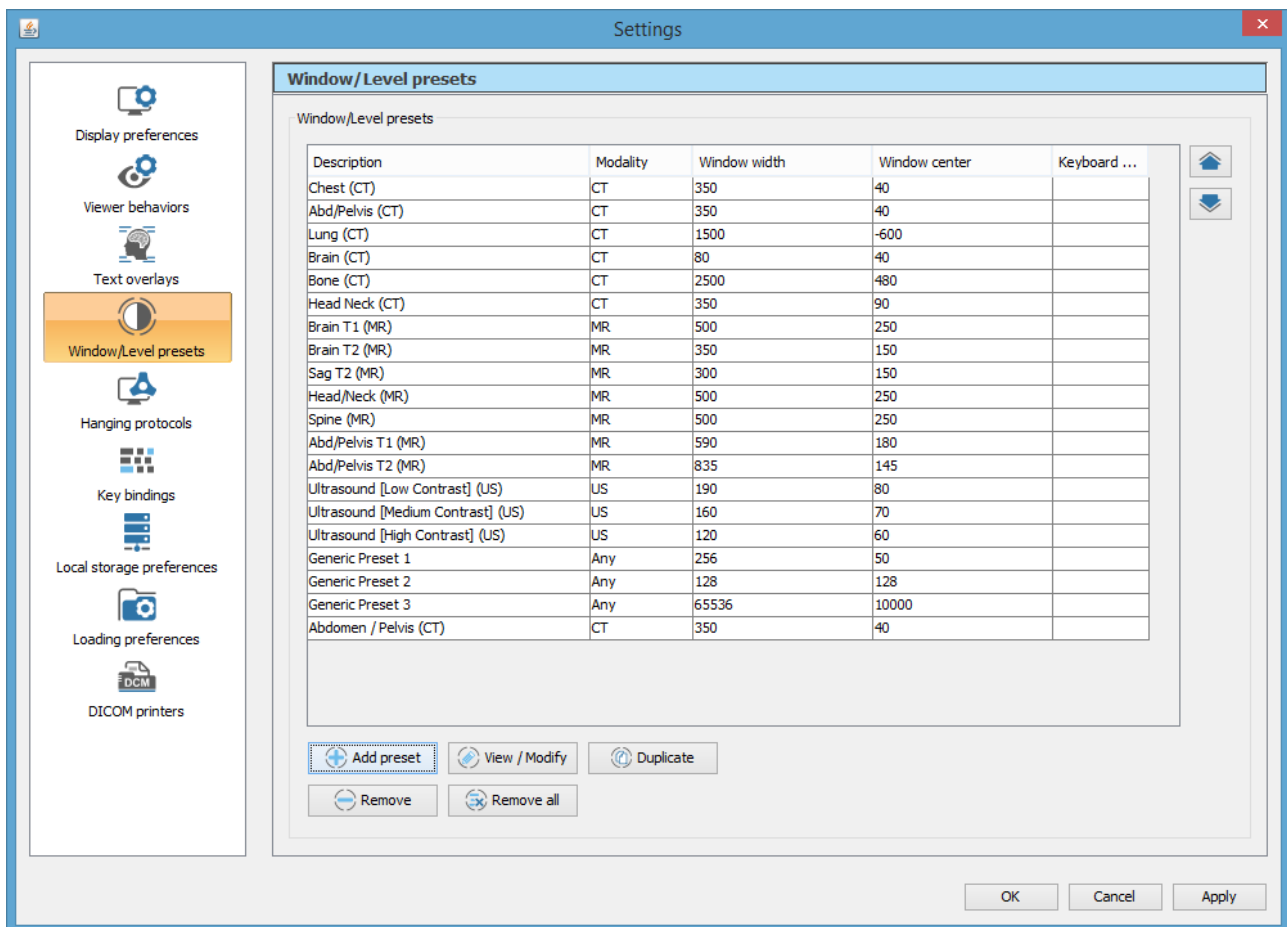 Settings
Display preferences
Viewer behaviors
Text overlays
Window/Level presets
Hanging protocols
Key bindings
Local storage preferences
Loading preferences
DCM
DICOM printers
Window/Level presets
Window/Level presets
Description Modality Window width Window center Keyboard ...
Chest (CT) CT 350 40
Abd/Pelvis (CT) CT 350 40
Lung (CT) CT 1500 -600
Brain (CT) CT 80 40
Bone (CT) CT 2500 480
Head Neck (CT) CT 350 90
Brain T1 (MR) MR 500 250
Brain T2 (MR) MR 350 150
Sag T2 (MR) MR 300 150
Head/Neck (MR) MR 500 250
Spine (MR) MR 500 250
Abd/Pelvis T1 (MR) MR 590 180
Abd/Pelvis T2 (MR) MR 835 145
Ultrasound [Low Contrast] (US) US 190 80
Ultrasound [Medium Contrast] (US) US 160 70
Ultrasound [High Contrast] (US) US 120 60
Generic Preset 1 Any 256 50
Generic Preset 2 Any 128 128
Generic Preset 3 Any 65536 10000
Abdomen / Pelvis (CT) CT 350 40
Add preset View / Modify Duplicate
Remove Remove all
OK Cancel Apply